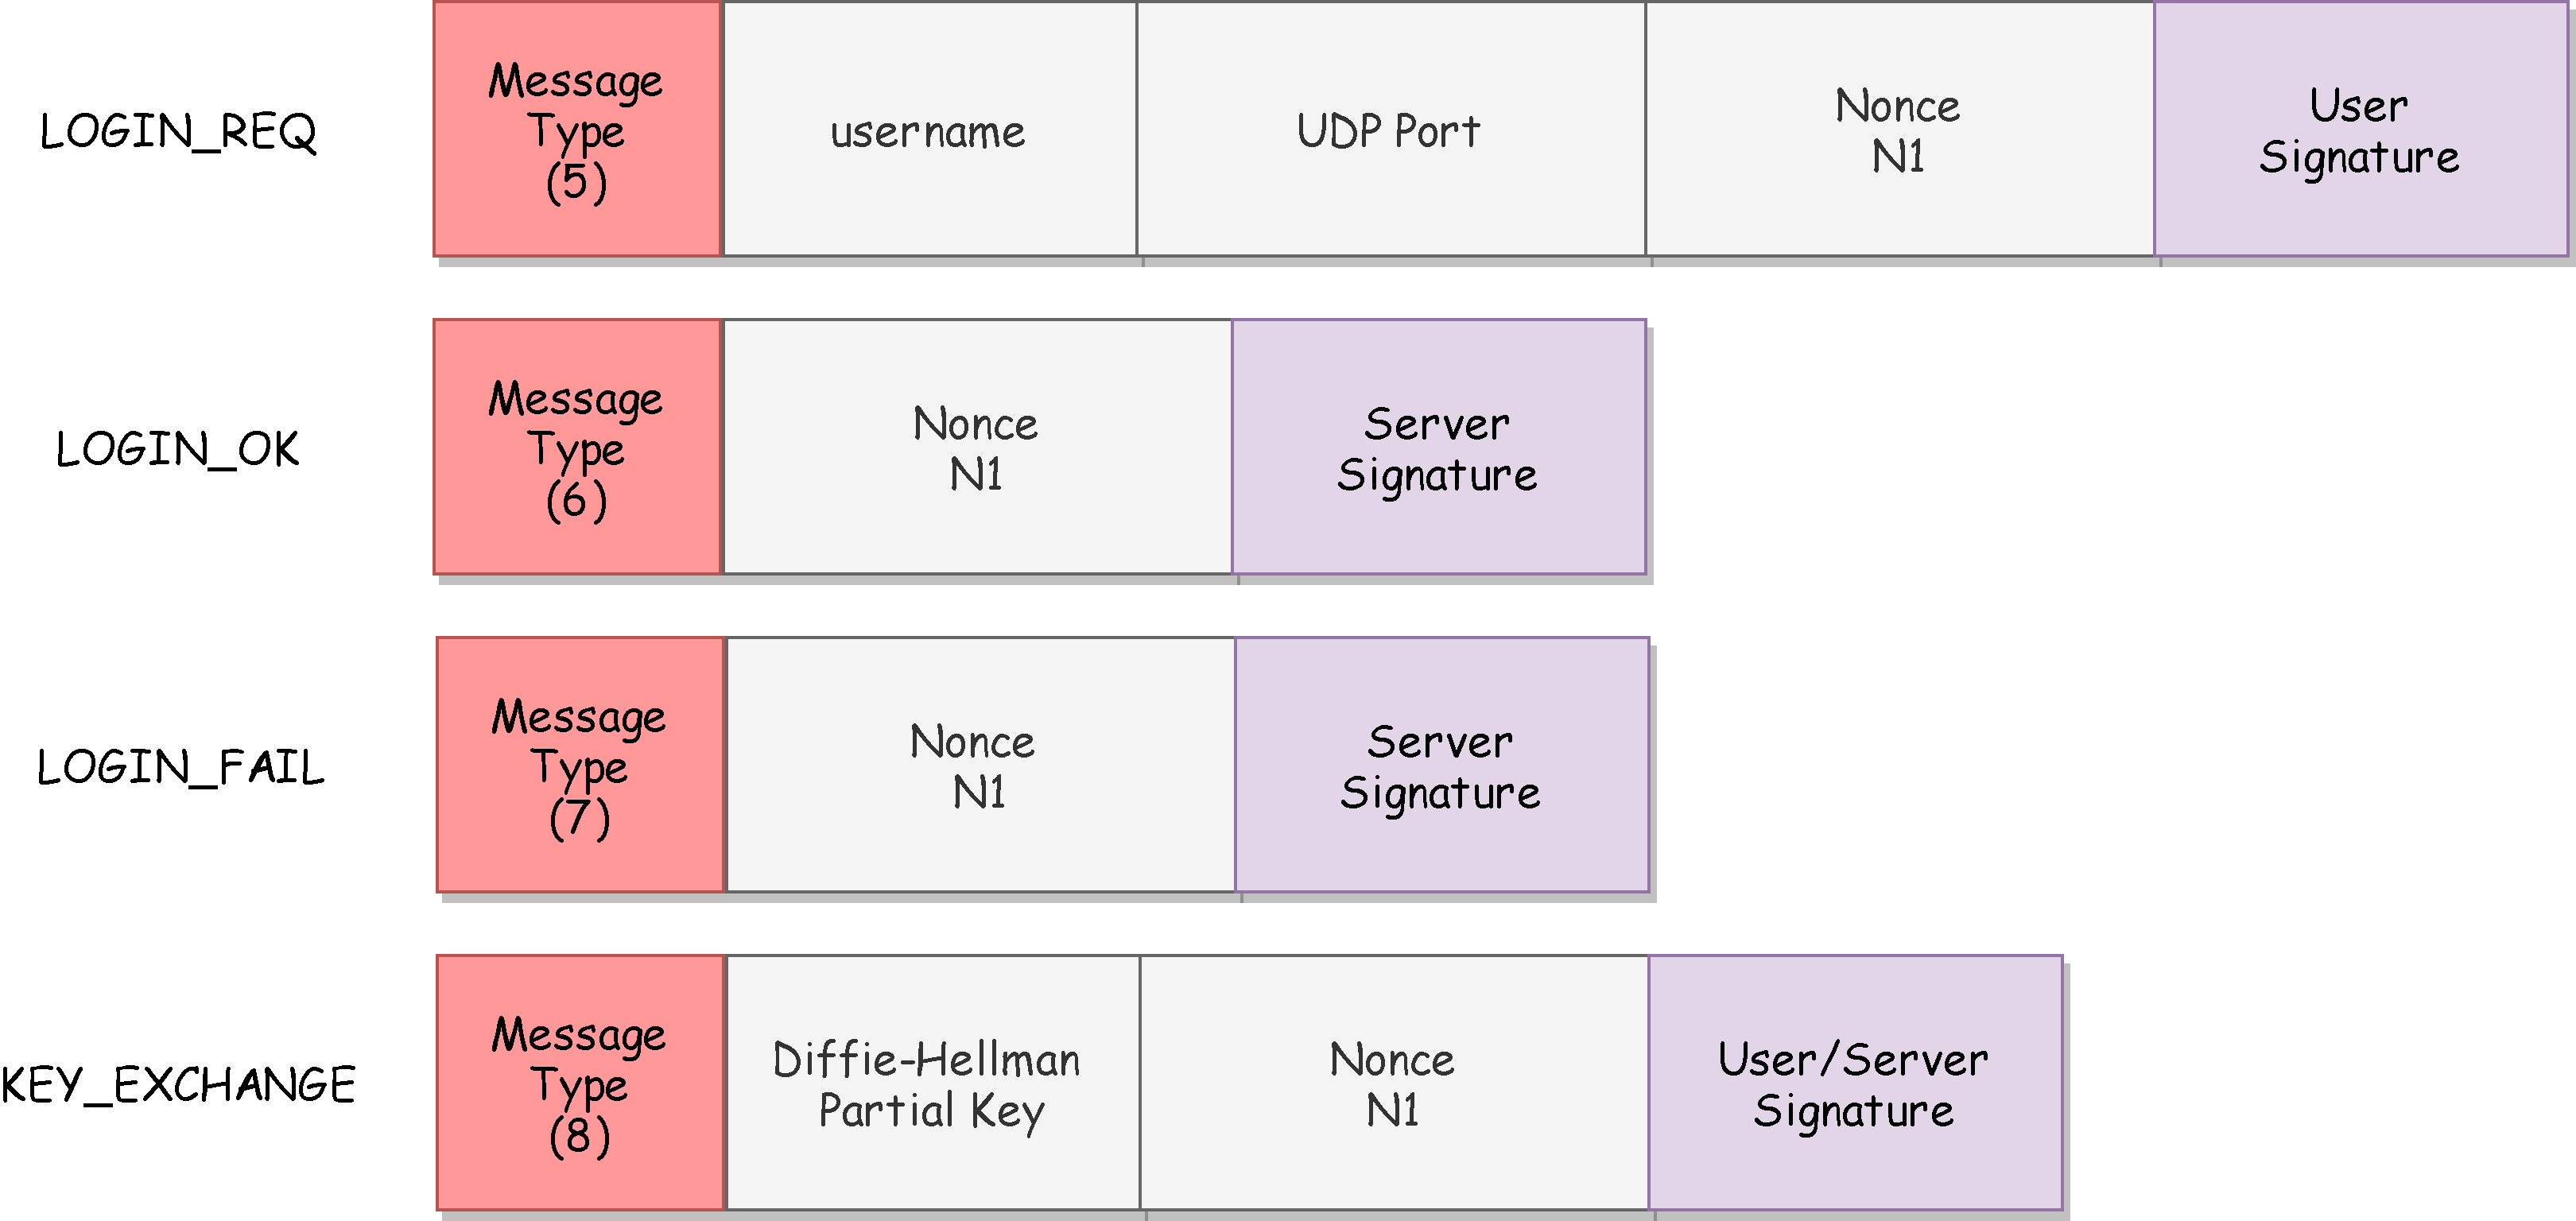 LOGIN_REQ
Message
Type
(5)
username
UDP Port
Nonce
N1
User
Signature
LOGIN_OK
Message
Type
(6)
Nonce
N1
Server
Signature
LOGIN_FAIL
Message
Type
(7)
Nonce
N1
Server
Signature
KEY_EXCHANGE
Message
Type
(8)
Diffie-Hellman
Partial Key
Nonce
N1
User/Server
Signature